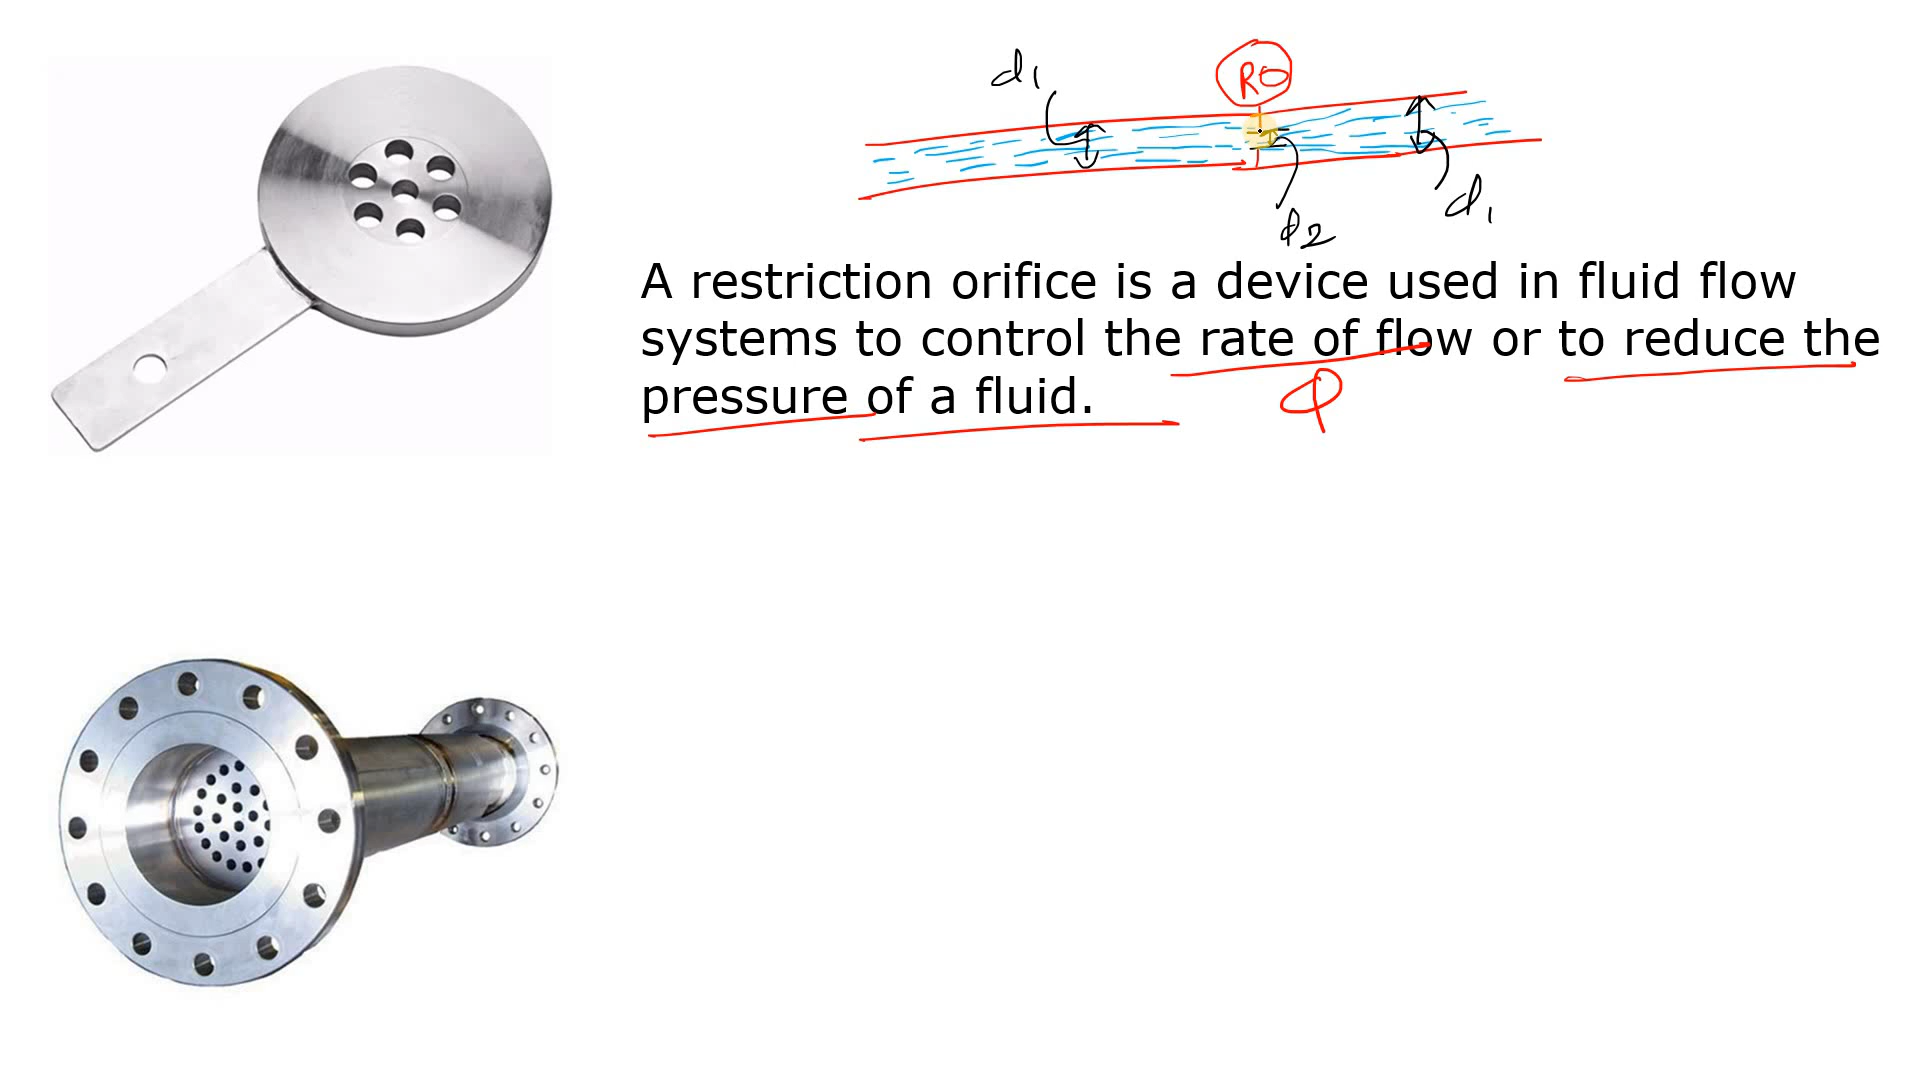 d1
RO
d1
d2
A restriction orifice is a device used in fluid flow
systems to control the rate of flow or to reduce the
pressure of a fluid.